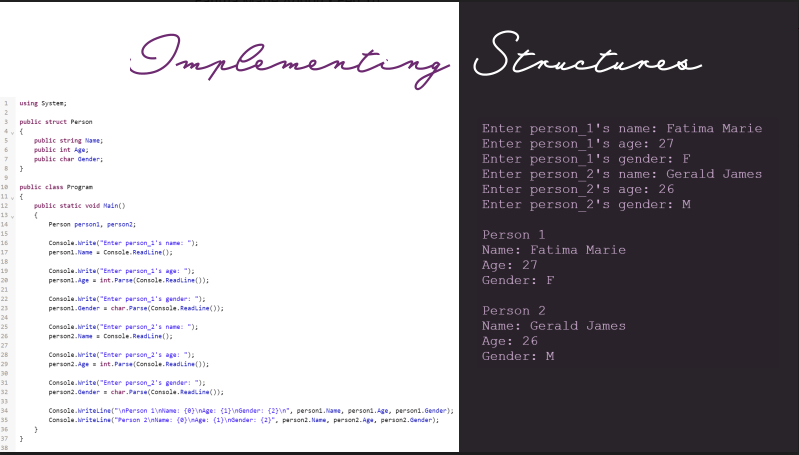 Implementing Structures
1 using System;
2
3 public struct Person
4 {
5 public string Name;
6 public int Age;
7 public char Gender;
8 }
9
10 public class Program
11 {
12 public static void Main()
13 {
14 Person person1, person2;
15
16 Console.Write("Enter person_1's name: ");
17 person1.Name = Console.ReadLine();
18
19 Console.Write("Enter person_1's age: ");
20 person1.Age = int.Parse(Console.ReadLine());
21
22 Console.Write("Enter person_1's gender: ");
23 person1.Gender = char.Parse(Console.ReadLine());
24
25 Console.Write("Enter person_2's name: ");
26 person2.Name = Console.ReadLine();
27
28 Console.Write("Enter person_2's age: ");
29 person2.Age = int.Parse(Console.ReadLine());
30
31 Console.Write("Enter person_2's gender: ");
32 person2.Gender = char.Parse(Console.ReadLine());
33
34 Console.WriteLine("\nPerson 1\nName: {0}\nAge: {1}\nGender: {2}\n", person1.Name, person1.Age, person1.Gender);
35 Console.WriteLine("Person 2\nName: {0}\nAge: {1}\nGender: {2}", person2.Name, person2.Age, person2.Gender);
36 }
37 }
38
Enter person_1's name: Fatima Marie
Enter person_1's age: 27
Enter person_1's gender: F
Enter person_2's name: Gerald James
Enter person_2's age: 26
Enter person_2's gender: M
Person 1
Name: Fatima Marie
Age: 27
Gender: F
Person 2
Name: Gerald James
Age: 26
Gender: M